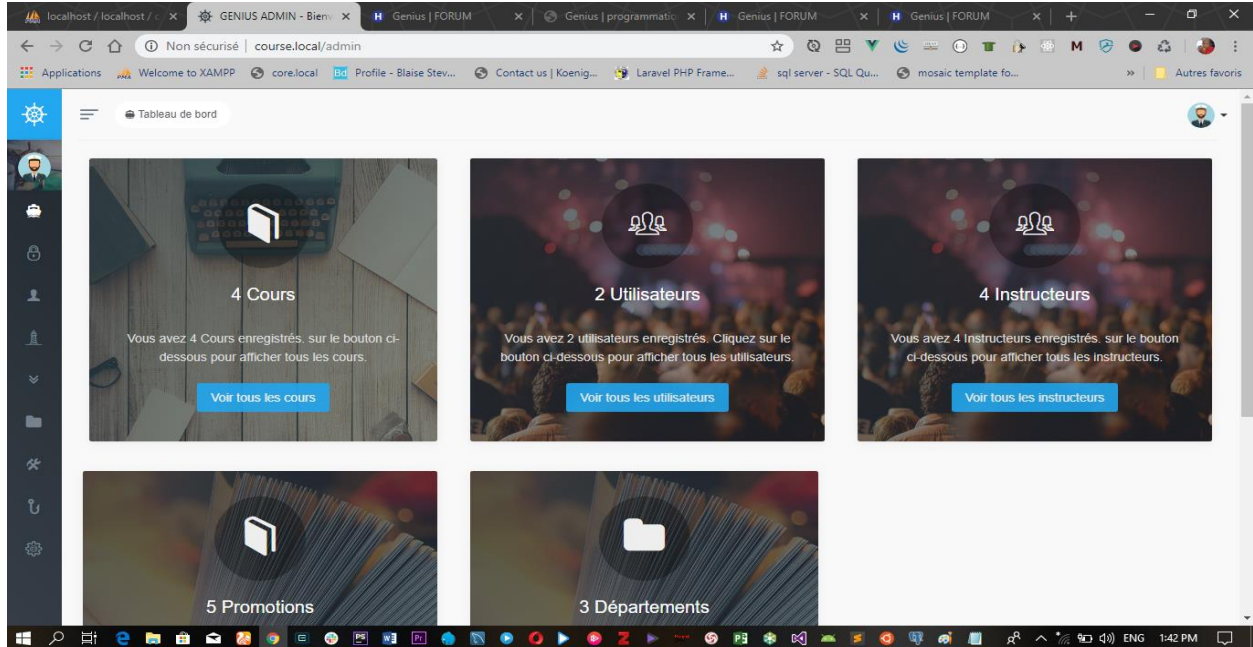 localhost / localhost / c
GENIUS ADMIN - Bienv
Genius | FORUM
Genius | programmatic
Genius | FORUM
Genius | FORUM
Non sécurisé | course.local/admin
Applications
Welcome to XAMPP
core.local
Profile - Blaise Stev...
Contact us | Koenig...
Laravel PHP Frame...
sql server - SQL Qu...
mosaic template fo...
»
Autres favoris
Tableau de bord
4 Cours
Vous avez 4 Cours enregistrés. sur le bouton ci-
dessous pour afficher tous les cours.
Voir tous les cours
2 Utilisateurs
Vous avez 2 utilisateurs enregistrés. Cliquez sur le
bouton ci-dessous pour afficher tous les utilisateurs.
Voir tous les utilisateurs
4 Instructeurs
Vous avez 4 Instructeurs enregistrés. sur le bouton
ci-dessous pour afficher tous les instructeurs.
Voir tous les instructeurs
5 Promotions
3 Départements
ENG
1:42 PM